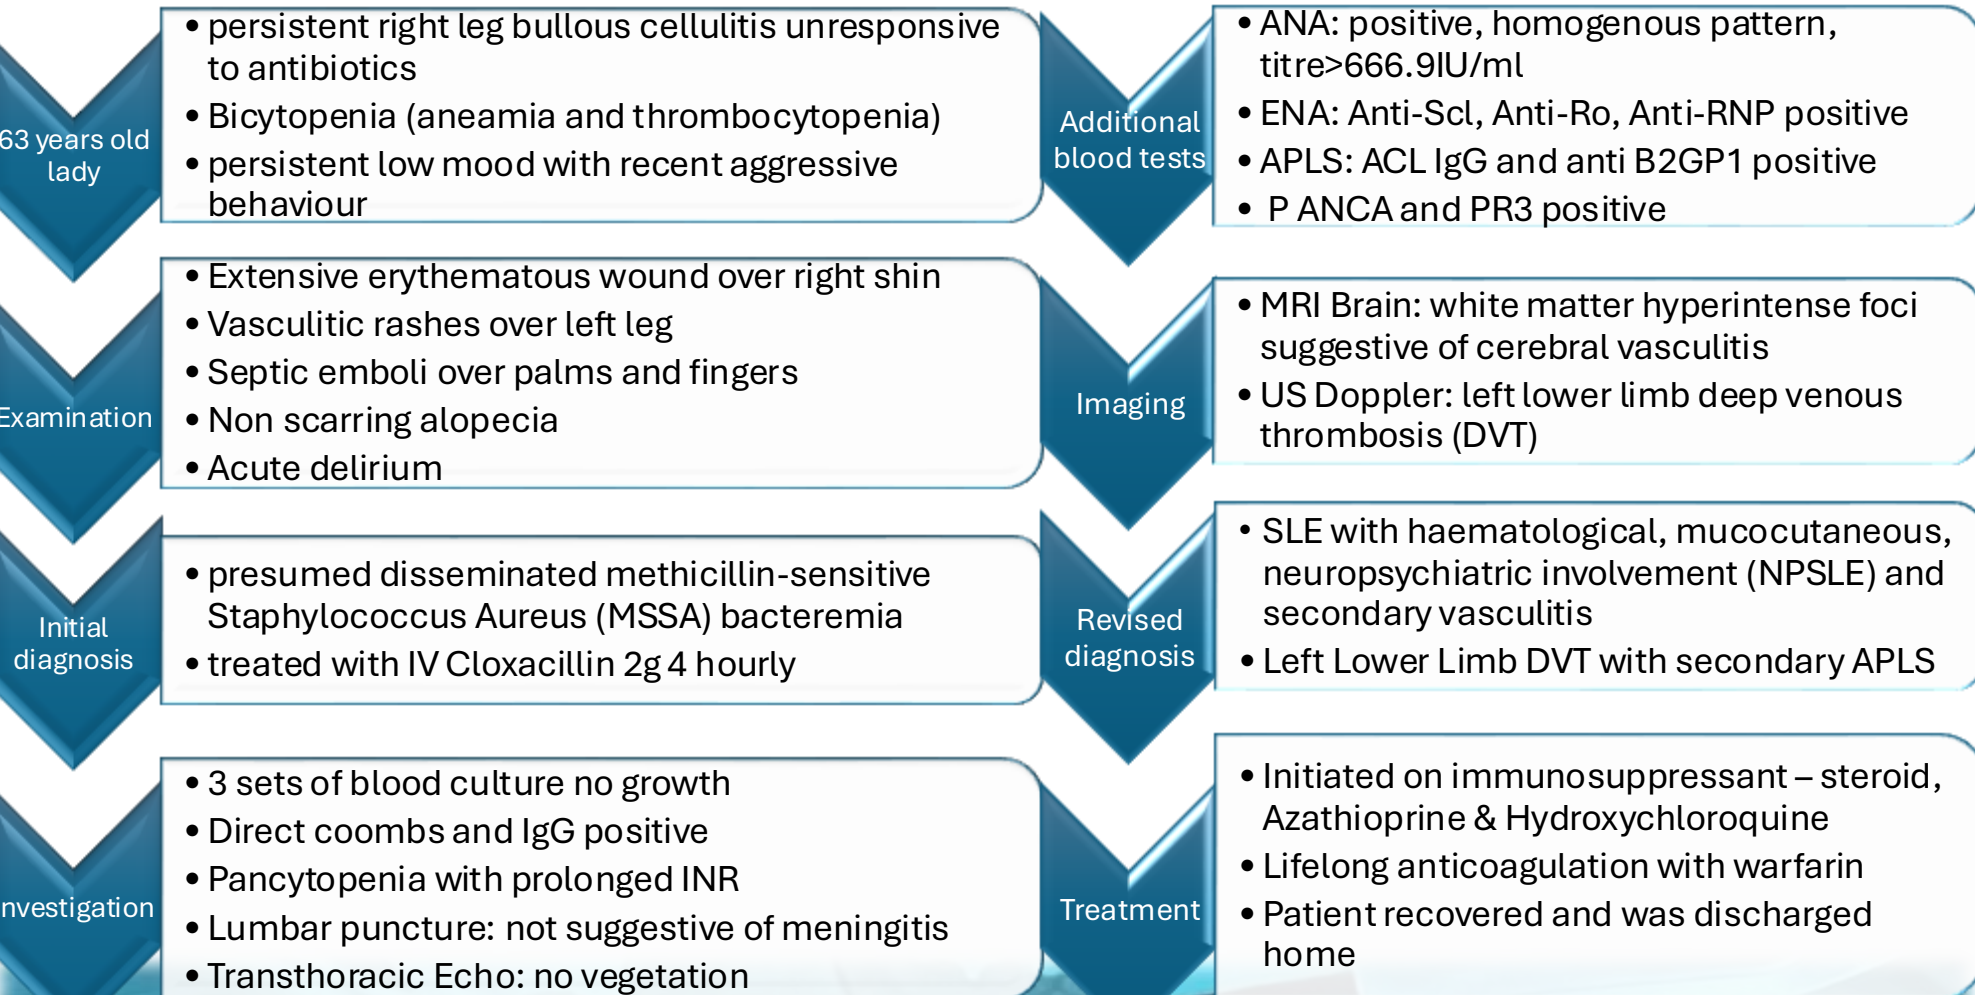 63 years old
lady
• persistent right leg bullous cellulitis unresponsive
to antibiotics
• Bicytopenia (aneamia and thrombocytopenia)
• persistent low mood with recent aggressive
behaviour
Examination
• Extensive erythematous wound over right shin
• Vasculitic rashes over left leg
• Septic emboli over palms and fingers
• Non scarring alopecia
• Acute delirium
Initial
diagnosis
• presumed disseminated methicillin-sensitive
Staphylococcus Aureus (MSSA) bacteremia
• treated with IV Cloxacillin 2g 4 hourly
nvestigation
• 3 sets of blood culture no growth
• Direct coombs and IgG positive
• Pancytopenia with prolonged INR
• Lumbar puncture: not suggestive of meningitis
• Transthoracic Echo: no vegetation
Additional
blood tests
• ANA: positive, homogenous pattern,
titre>666.9IU/ml
• ENA: Anti-Scl, Anti-Ro, Anti-RNP positive
• APLS: ACL IgG and anti B2GP1 positive
• P ANCA and PR3 positive
Imaging
• MRI Brain: white matter hyperintense foci
suggestive of cerebral vasculitis
• US Doppler: left lower limb deep venous
thrombosis (DVT)
Revised
diagnosis
• SLE with haematological, mucocutaneous,
neuropsychiatric involvement (NPSLE) and
secondary vasculitis
• Left Lower Limb DVT with secondary APLS
Treatment
• Initiated on immunosuppressant – steroid,
Azathioprine & Hydroxychloroquine
• Lifelong anticoagulation with warfarin
• Patient recovered and was discharged
home